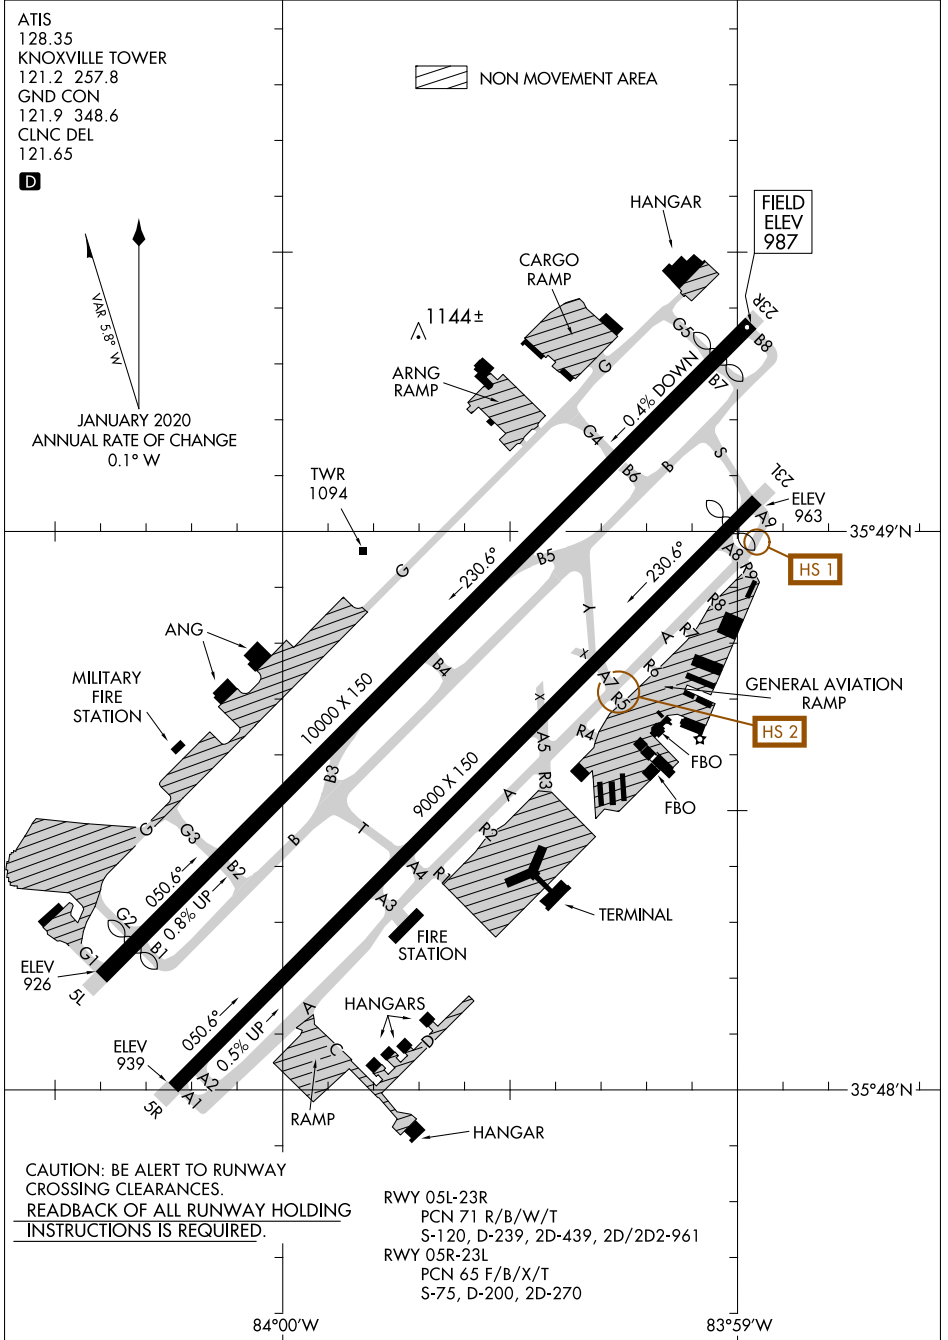 ATIS
128.35
KNOXVILLE TOWER
121.2 257.8
GND CON
121.9 348.6
CLNC DEL
121.65
D
NON MOVEMENT AREA
VAR 5.8° W
JANUARY 2020
ANNUAL RATE OF CHANGE
0.1° W
HANGAR
FIELD
ELEV
987
CARGO
RAMP
1144±
ARNG
RAMP
TWR
1094
23R
G5
B8
B7
G
0.4% DOWN
G4
B6
B
S
23L
ELEV
963
A9
35°49'N
HS 1
A8
R9
B5
230.6°
230.6°
G
Y
R8
R7
A
R6
ANG
MILITARY
FIRE
STATION
B4
X
A7
R5
GENERAL AVIATION
RAMP
HS 2
X
10000 X 150
R4
A5
FBO
FBO
B3
9000 X 150
R3
A
R2
G
G3
B
T
B2
A4
R1
050.6°
0.8% UP
A3
TERMINAL
FIRE
STATION
G2
B1
G1
ELEV
926
5L
HANGARS
A
050.6°
0.5% UP
C
D
ELEV
939
A2
A1
5R
35°48'N
RAMP
HANGAR
CAUTION: BE ALERT TO RUNWAY
CROSSING CLEARANCES.
READBACK OF ALL RUNWAY HOLDING
INSTRUCTIONS IS REQUIRED.
RWY 05L-23R
PCN 71 R/B/W/T
S-120, D-239, 2D-439, 2D/2D2-961
RWY 05R-23L
PCN 65 F/B/X/T
S-75, D-200, 2D-270
84°00'W
83°59'W